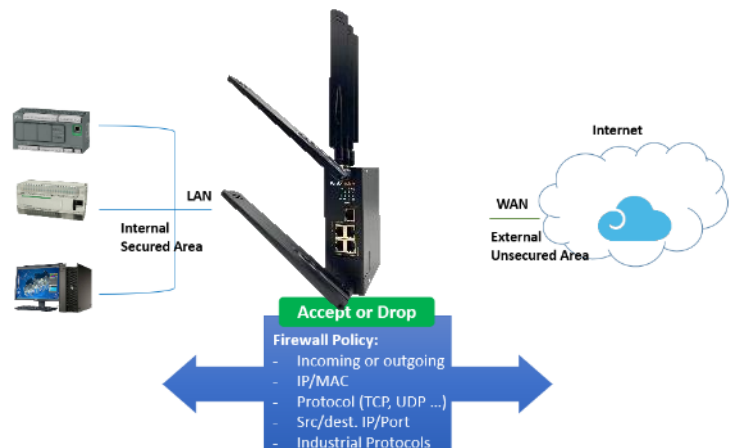 Internet
LAN
WAN
Internal
Secured Area
External
Unsecured Area
Accept or Drop
Firewall Policy:
- Incoming or outgoing
- IP/MAC
- Protocol (TCP, UDP ...)
- Src/dest. IP/Port
- Industrial Protocols